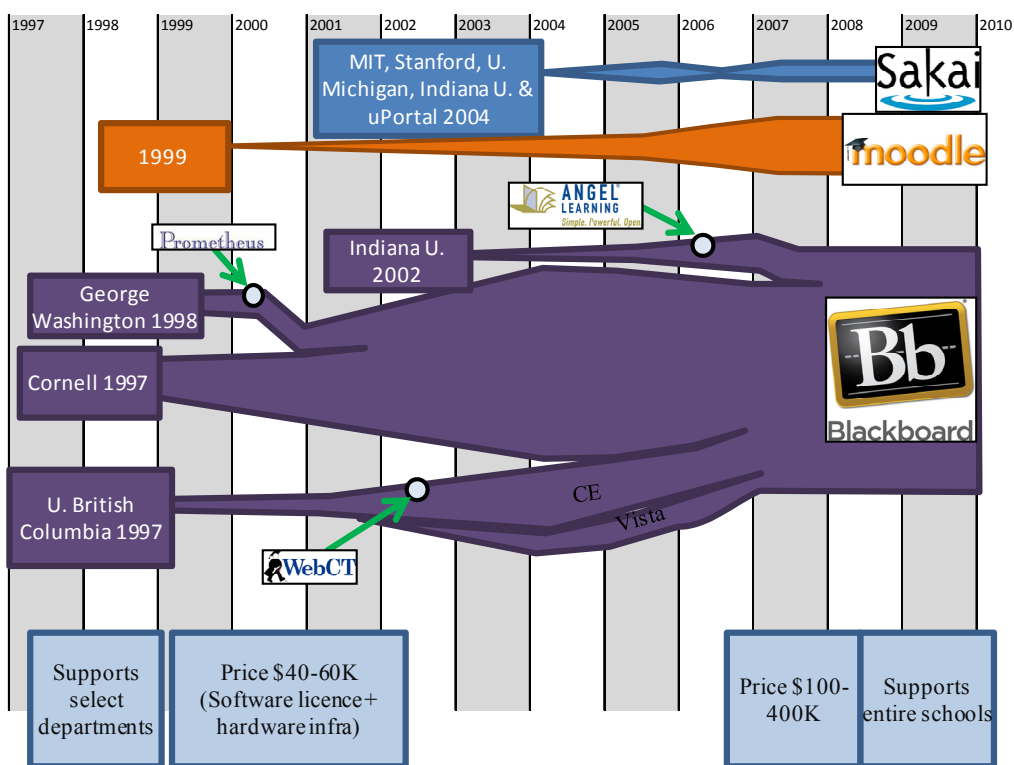 1997 1998 1999 2000 2001 2002 2003 2004 2005 2006 2007 2008 2009 2010
MIT, Stanford, U.
Michigan, Indiana U. &
uPortal 2004
Sakai
1999
moodle
ANGEL
LEARNING
Simple. Powerful. Open
Prometheus
Indiana U.
2002
George
Washington 1998
Cornell 1997
Bb
Blackboard
U. British
Columbia 1997
CE
Vista
WebCT
Supports
select
departments
Price $40-60K
(Software licence+
hardware infra)
Price $100-
400K
Supports
entire schools